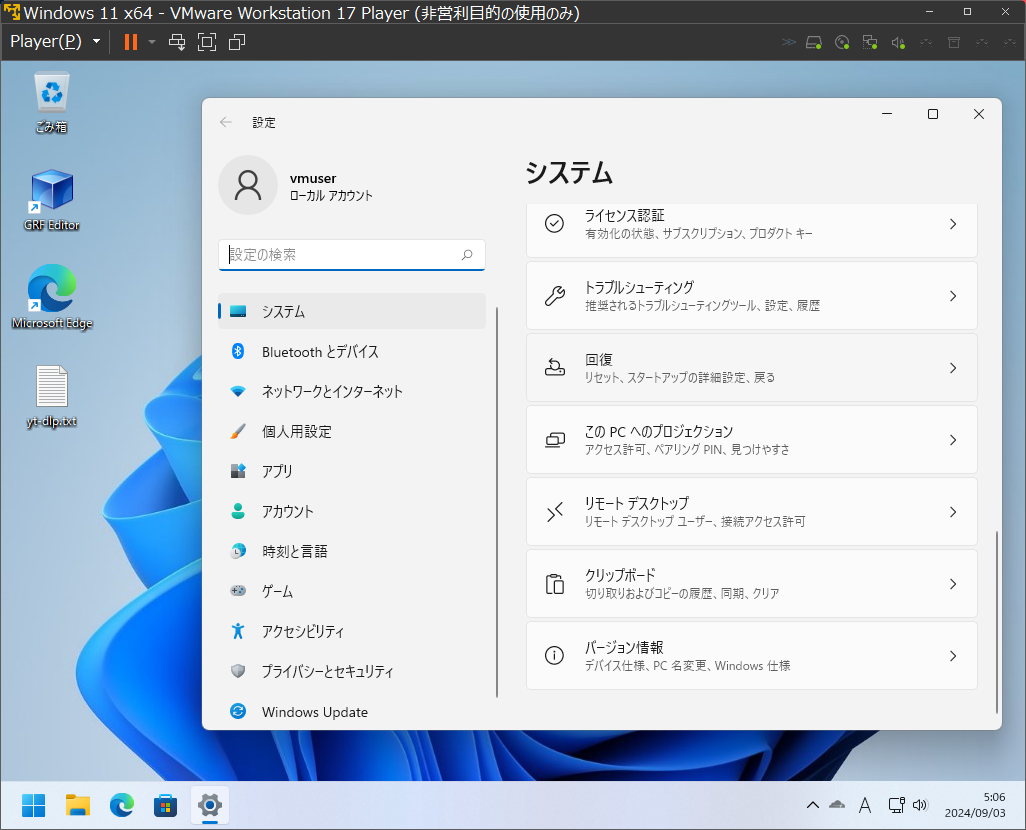 Windows 11 x64 - VMware Workstation 17 Player (非営利目的の使用のみ)
Player(P)
ごみ箱
GRF Editor
Microsoft Edge
yt-dlp.txt
設定
vmuser
ローカル アカウント
設定の検索
システム
Bluetooth とデバイス
ネットワークとインターネット
個人用設定
アプリ
アカウント
時刻と言語
ゲーム
アクセシビリティ
プライバシーとセキュリティ
Windows Update
システム
ライセンス認証
有効化の状態、サブスクリプション、プロダクト キー
トラブルシューティング
推奨されるトラブルシューティングツール、設定、履歴
回復
リセット、スタートアップの詳細設定、戻る
この PC へのプロジェクション
アクセス許可、ペアリング PIN、見つけやすさ
リモート デスクトップ
リモート デスクトップ ユーザー、接続アクセス許可
クリップボード
切り取りおよびコピーの履歴、同期、クリア
バージョン情報
デバイス仕様、PC 名変更、Windows 仕様
A
5:06
2024/09/03